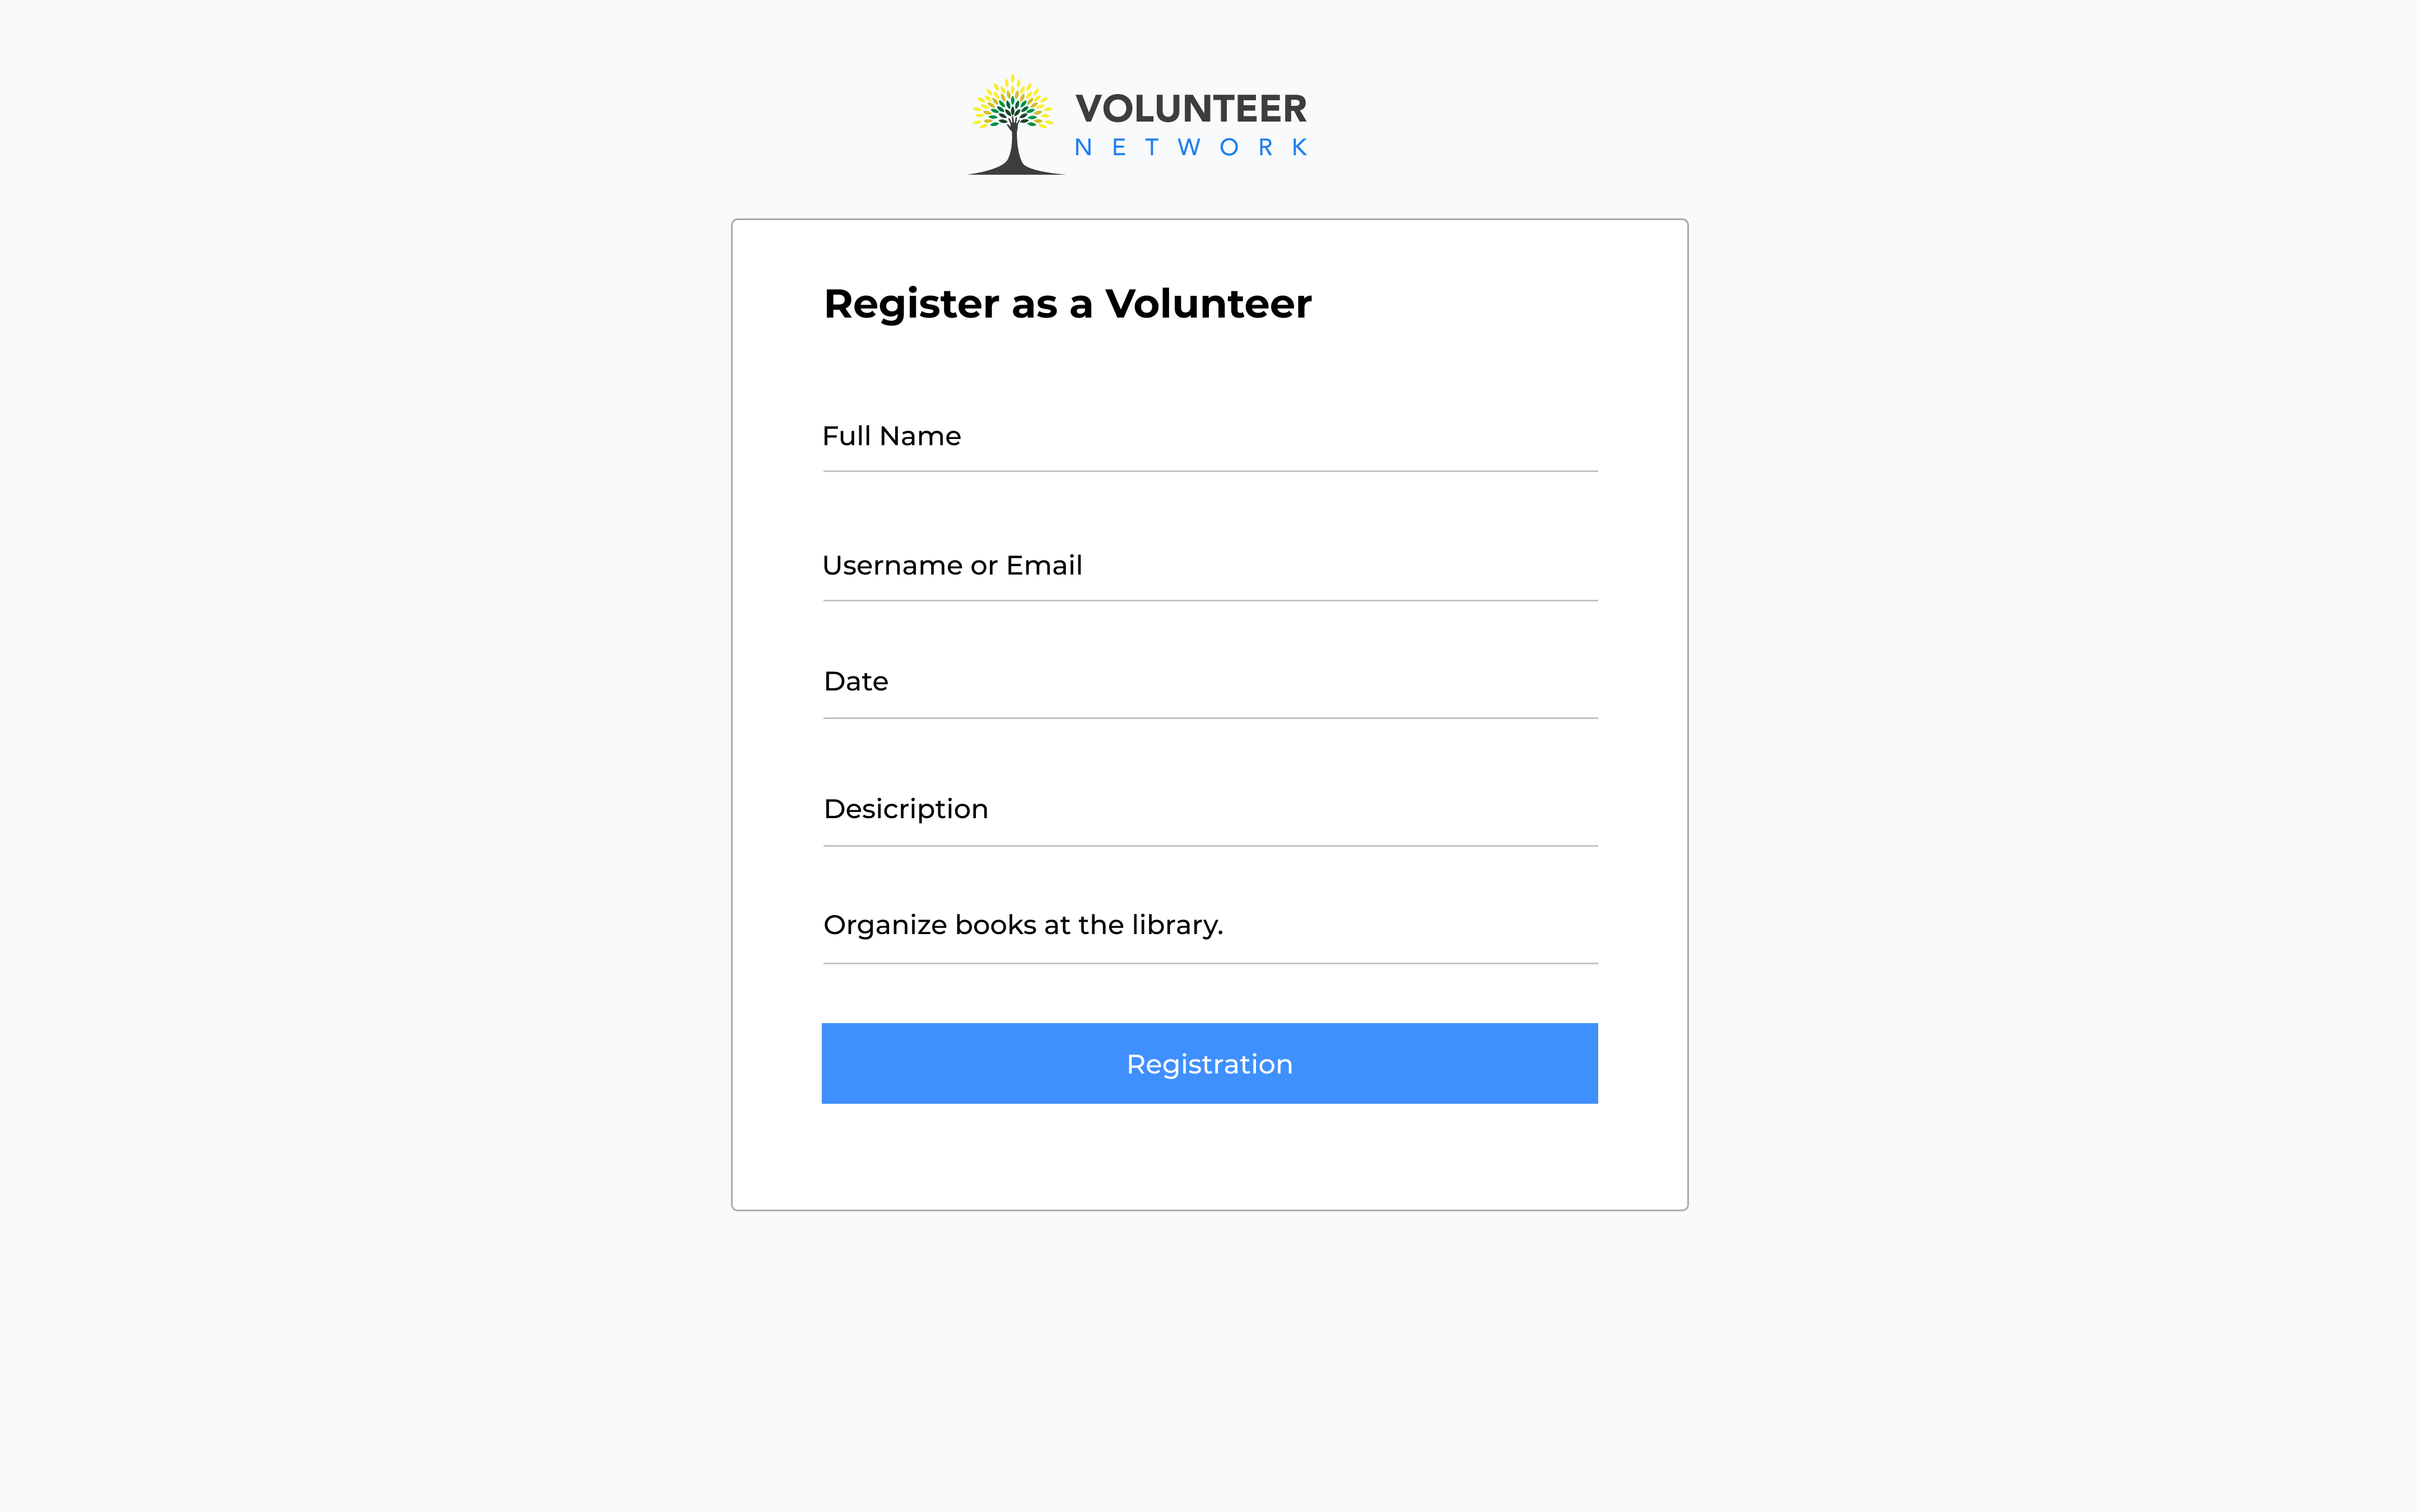 VOLUNTEER
NETWORK
Register as a Volunteer
Full Name
Username or Email
Date
Desicription
Organize books at the library.
Registration